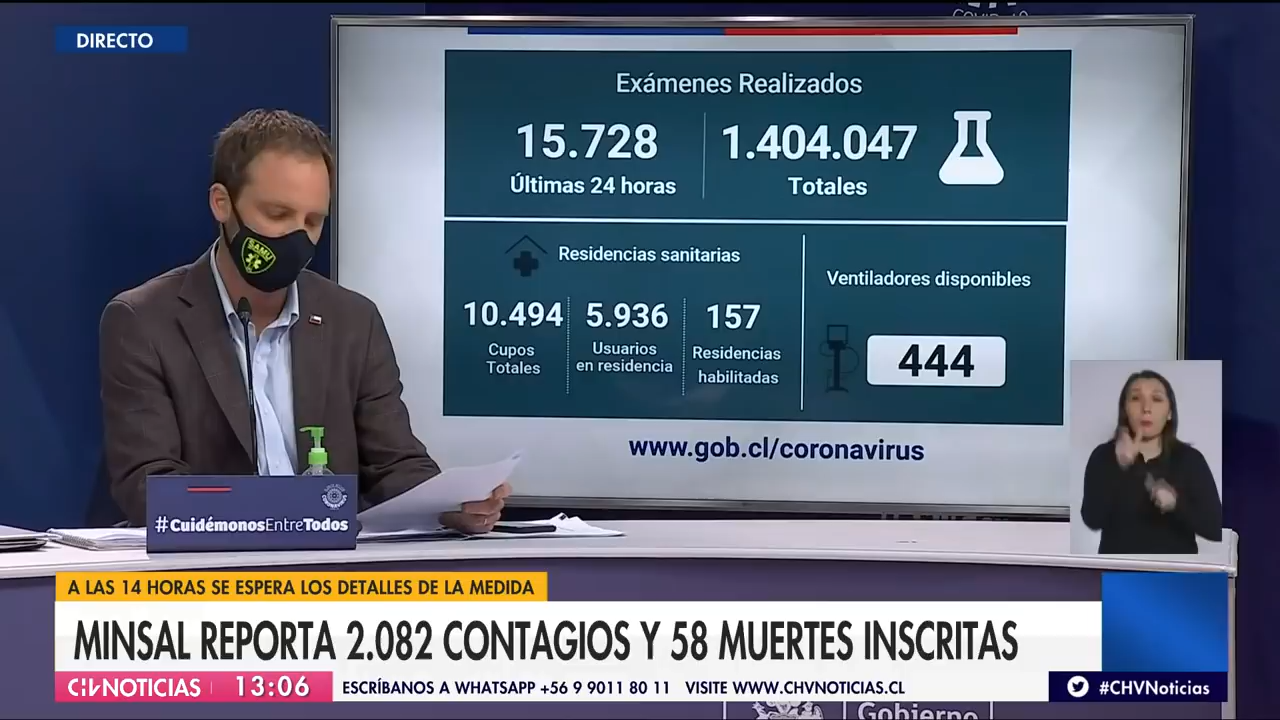 COVID-19
DIRECTO
Exámenes Realizados
15.728
Últimas 24 horas
1.404.047
Totales
Residencias sanitarias
10.494
Cupos
Totales
5.936
Usuarios
en residencia
157
Residencias
habilitadas
Ventiladores disponibles
444
www.gob.cl/coronavirus
SAMU
#CuidémonosEntreTodos
A LAS 14 HORAS SE ESPERA LOS DETALLES DE LA MEDIDA
MINSAL REPORTA 2.082 CONTAGIOS Y 58 MUERTES INSCRITAS
CHV NOTICIAS 13:06 ESCRÍBANOS A WHATSAPP +56 9 9011 80 11 VISITE WWW.CHVNOTICIAS.CL #CHVNoticias
Gobierno